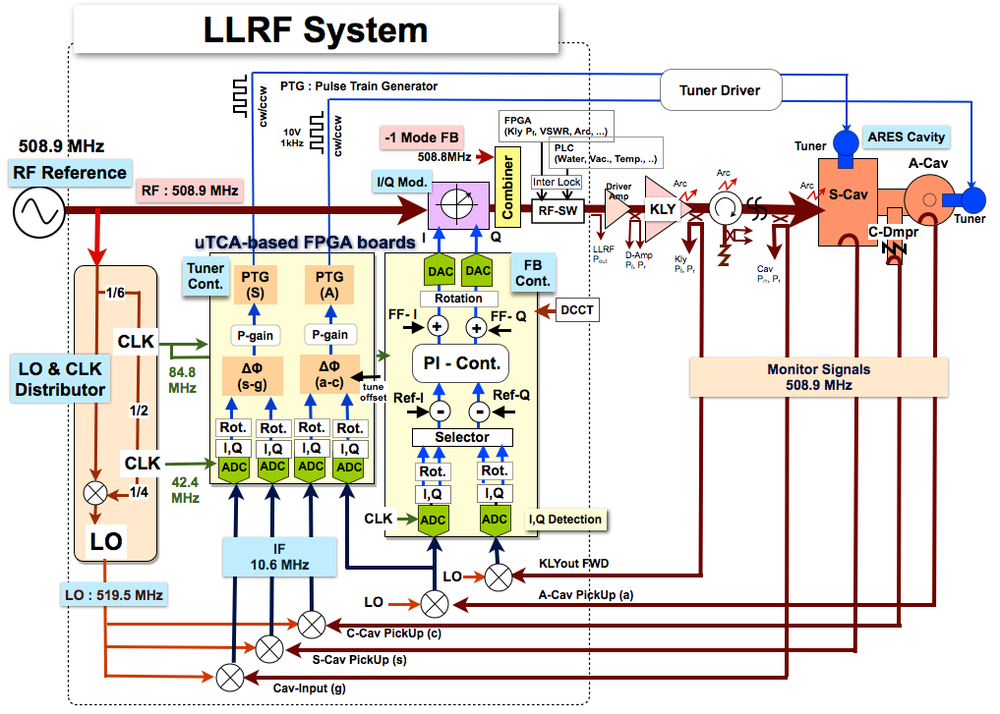 LLRF System
PTG : Pulse Train Generator
cw/ccw
10V
1kHz
cw/ccw
Tuner Driver
FPGA
(Kly Pf, VSWR, Arc, ...)
PLC
(Water, Vac., Temp., ..)
-1 Mode FB
508.8MHz
Combiner
Inter Lock
RF-SW
508.9 MHz
RF Reference
RF : 508.9 MHz
I/Q Mod.
I
Q
Driver
Amp
KLY
Arc
Arc
Arc
Tuner
ARES Cavity
A-Cav
S-Cav
Tuner
C-Dmpr
LLRF
Pout
D-Amp
Pf, Pr
Kly
Pf, Pr
Cav
Pin, Pr
uTCA-based FPGA boards
Tuner
Cont.
PTG
(S)
PTG
(A)
P-gain
P-gain
ΔΦ
(s-g)
ΔΦ
(a-c)
tune
offset
Rot.
Rot.
Rot.
Rot.
I,Q
I,Q
I,Q
I,Q
ADC
ADC
ADC
ADC
DAC
DAC
FB
Cont.
Rotation
FF- I
+
+
FF- Q
DCCT
PI - Cont.
Ref-I
-
-
Ref-Q
Selector
Rot.
Rot.
I,Q
I,Q
CLK
ADC
ADC
I,Q Detection
1/6
CLK
84.8
MHz
LO & CLK
Distributor
1/2
CLK
1/4
42.4
MHz
LO
LO : 519.5 MHz
IF
10.6 MHz
Monitor Signals
508.9 MHz
LO
KLYout FWD
LO
A-Cav PickUp (a)
C-Cav PickUp (c)
S-Cav PickUp (s)
Cav-Input (g)